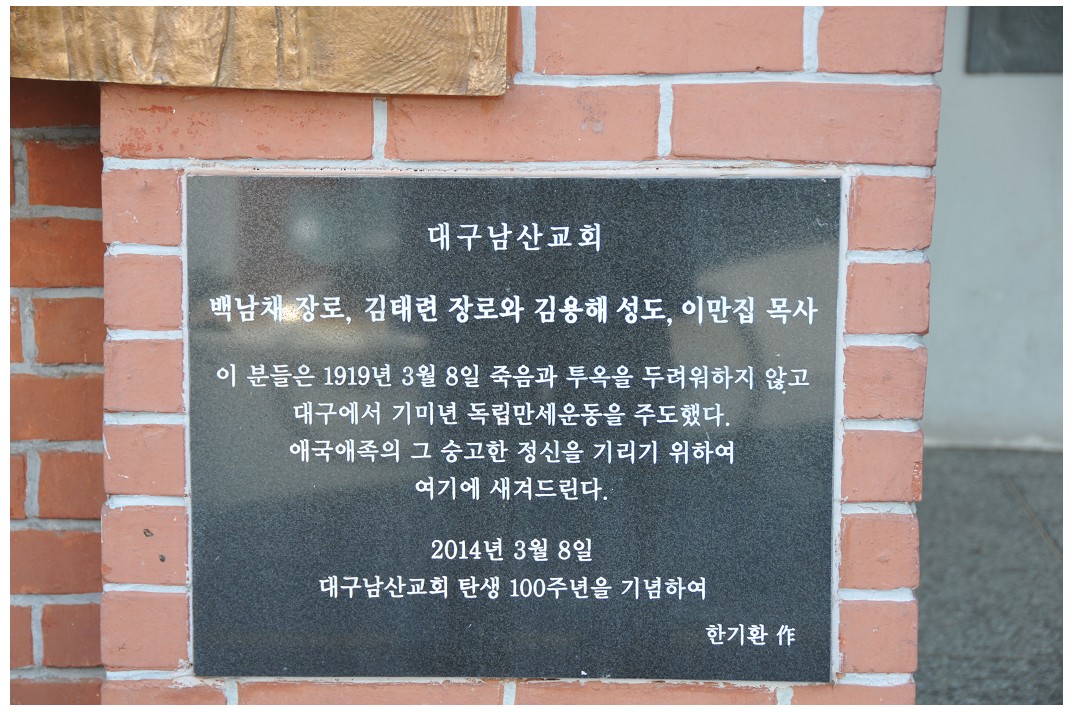 대구남산교회
백남채 장로, 김태련 장로와 김용해 성도, 이만집 목사
이 분들은 1919년 3월 8일 죽음과 투옥을 두려워하지 않고
대구에서 기미년 독립만세운동을 주도했다.
애국애족의 그 숭고한 정신을 기리기 위하여
여기에 새겨드린다.
2014년 3월 8일
대구남산교회 탄생 100주년을 기념하여
한기환 作